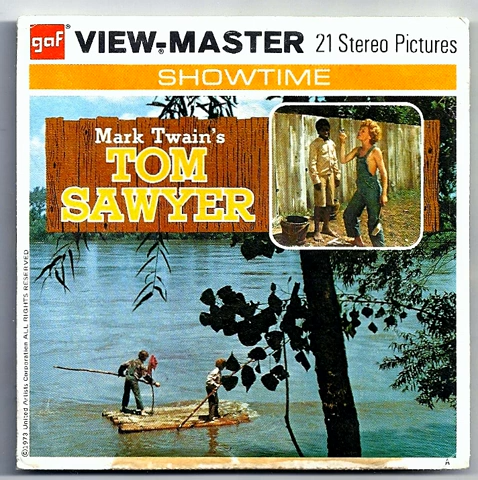 gaf VIEW-MASTER 21 Stereo Pictures
SHOWTIME
Mark Twain's
TOM
SAWYER
©1973 United Artists Corporation ALL RIGHTS RESERVED
A